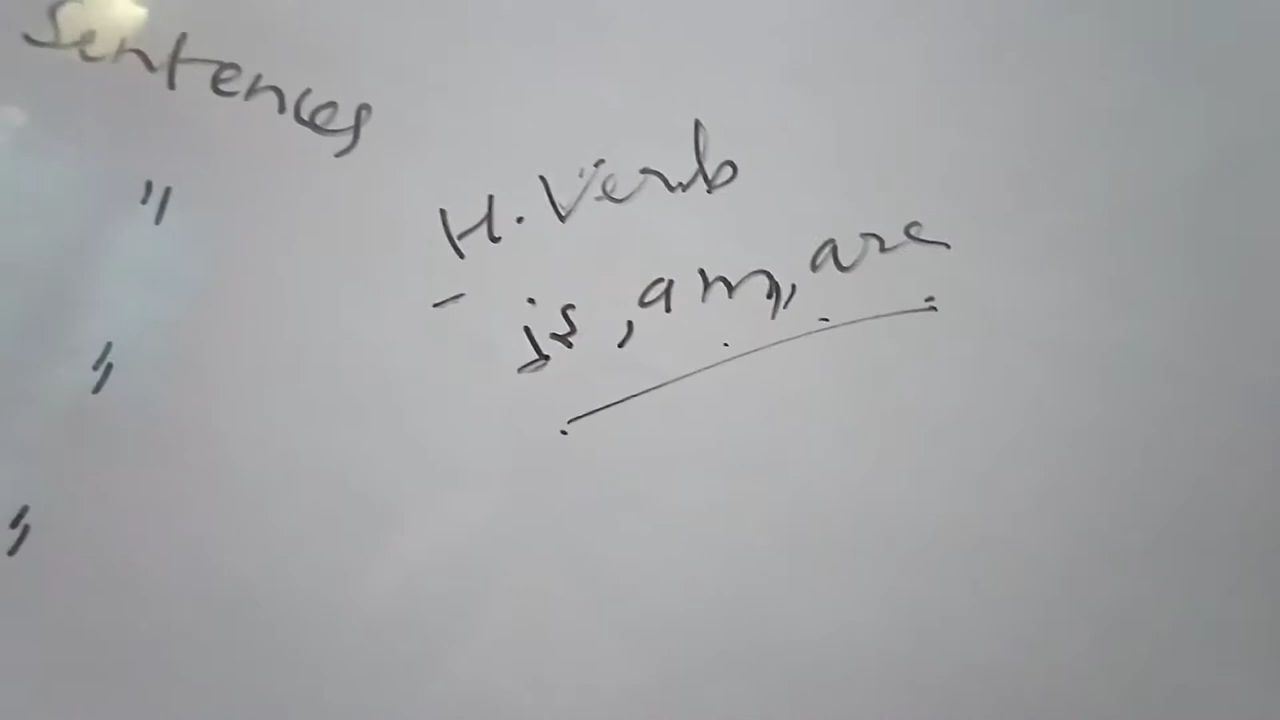 Sentences
"
H. Verb
- is, am, are
"
"